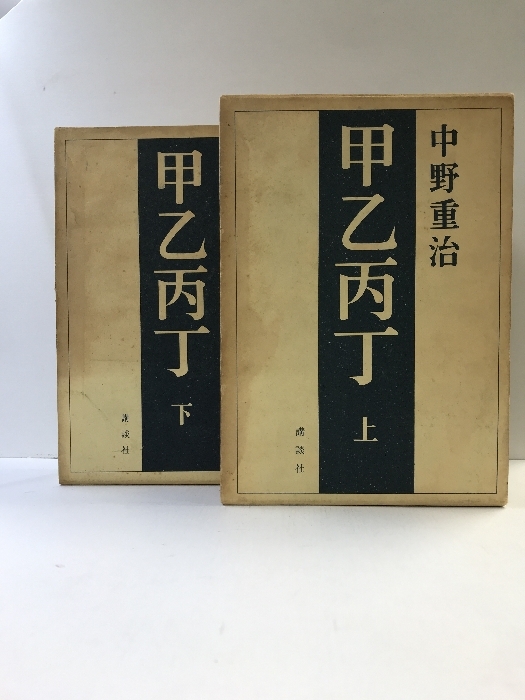 中野重治
甲乙丙丁
上
講談社
甲乙丙丁
下
講談社